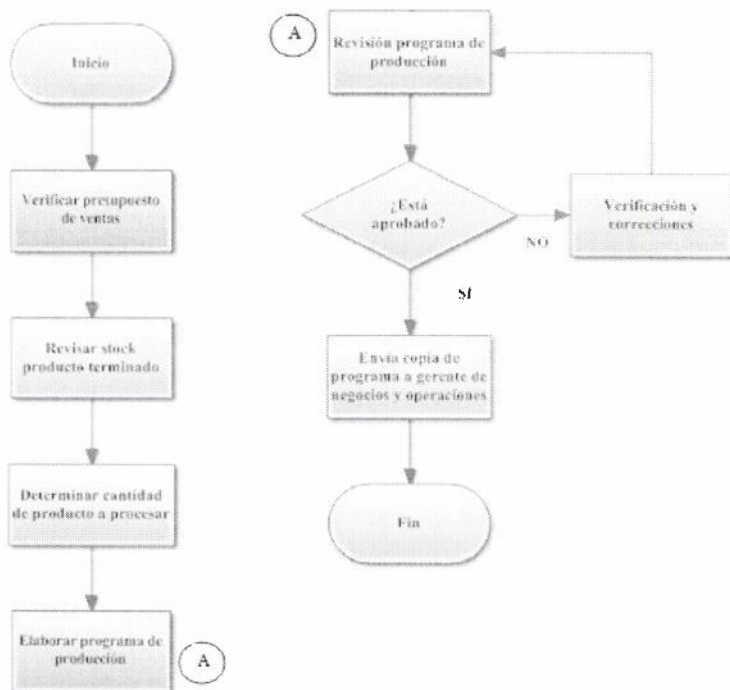 Inicio
Verificar presupuesto
de ventas
Revisar stock
producto terminado
Determinar cantidad
de producto a procesar
Elaborar programa de
producción
A
A
Revisión programa de
producción
¿Está
aprobado?
NO
Verificación y
correcciones
SÍ
Envía copia de
programa a gerente de
negocios y operaciones
Fin